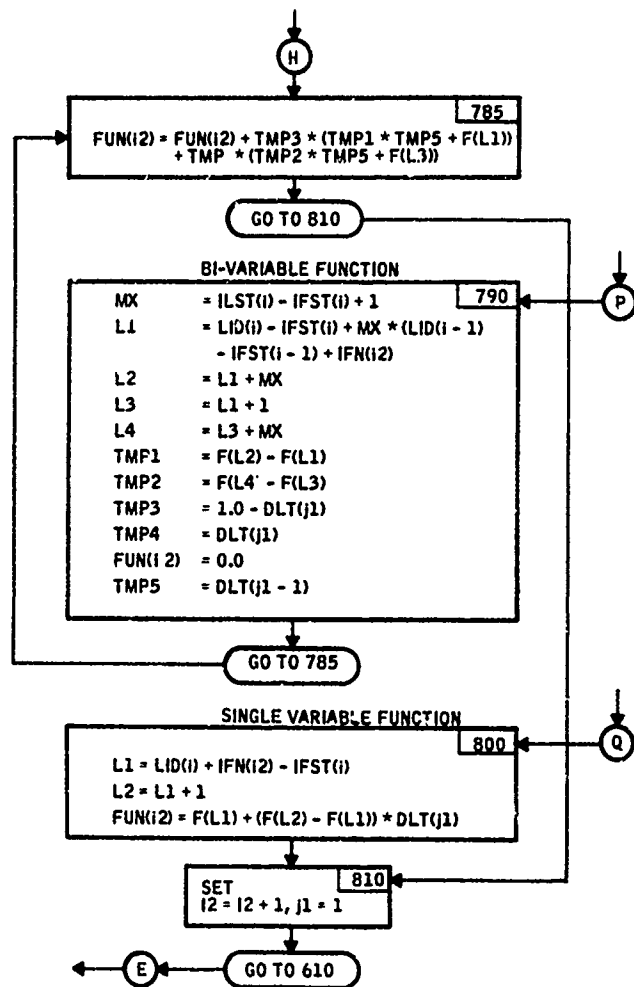 H
785
FUN(i2) = FUN(i2) + TMP3 * (TMP1 * TMP5 + F(L1))
+ TMP * (TMP2 * TMP5 + F(L3))
GO TO 810
BI-VARIABLE FUNCTION
790
P
MX = ILST(i) - IFST(i) + 1
L1 = LID(i) - IFST(i) + MX * (LID(i - 1)
- IFST(i - 1) + IFN(i2)
L2 = L1 + MX
L3 = L1 + 1
L4 = L3 + MX
TMP1 = F(L2) - F(L1)
TMP2 = F(L4' - F(L3)
TMP3 = 1.0 - DLT(j1)
TMP4 = DLT(j1)
FUN(i2) = 0.0
TMP5 = DLT(j1 - 1)
GO TO 785
SINGLE VARIABLE FUNCTION
800
Q
L1 = LID(i) + IFN(i2) - IFST(i)
L2 = L1 + 1
FUN(i2) = F(L1) + (F(L2) - F(L1)) * DLT(j1)
810
SET
I2 = I2 + 1, j1 = 1
E
GO TO 610